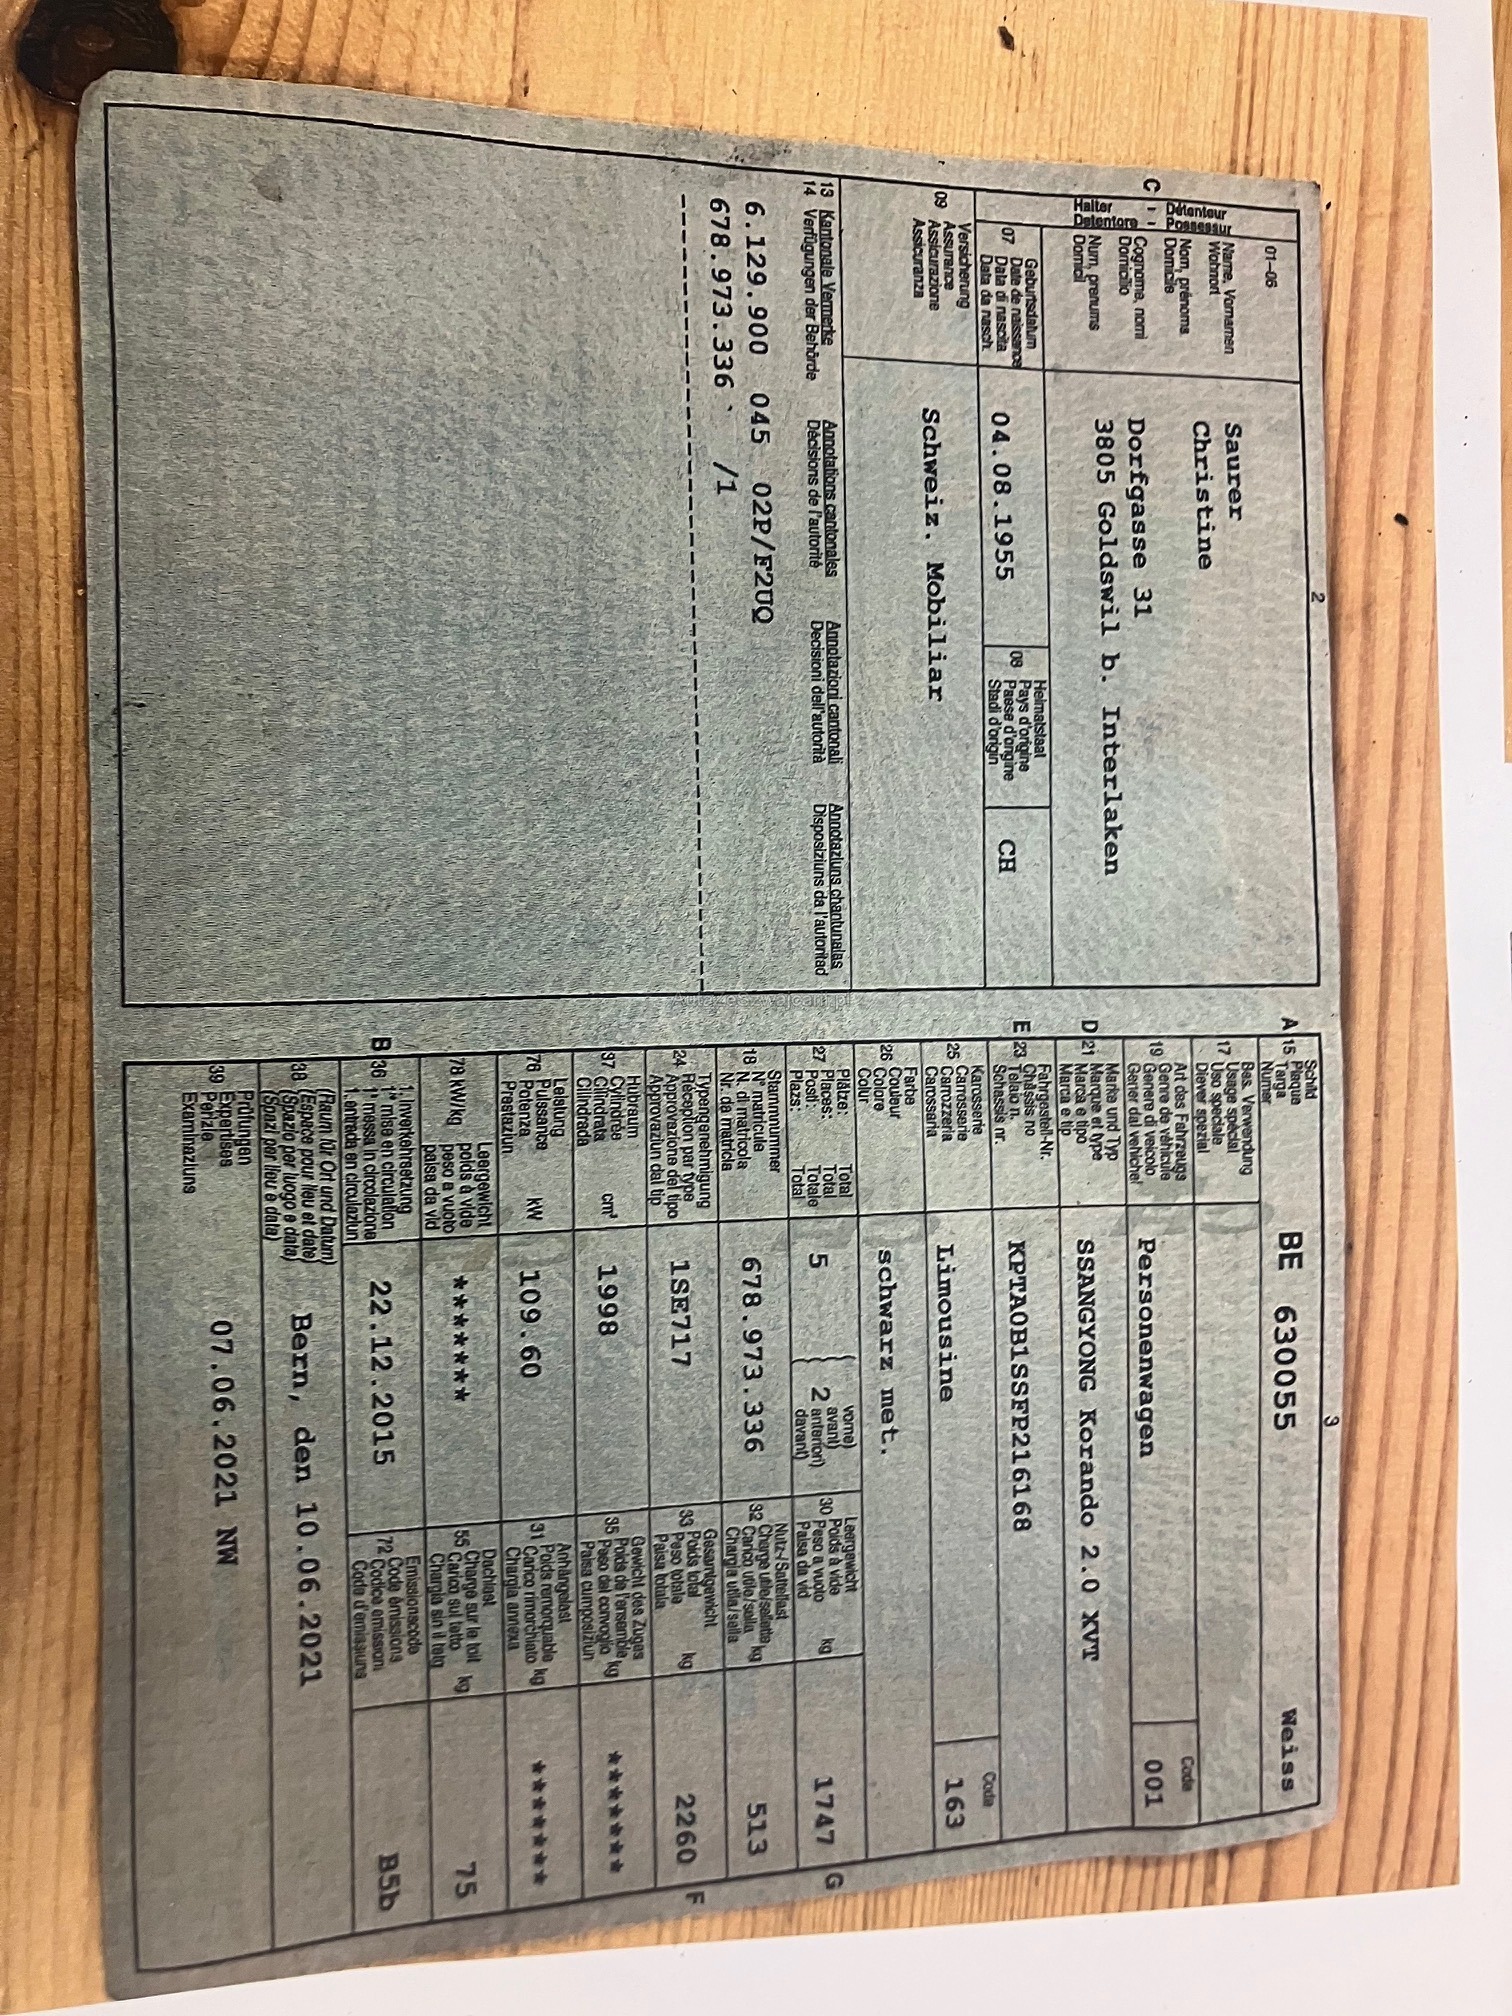 2
01–06
C - - Détenteur Possessur
Halter Detentore
Name, Vornamen
Wohnort
Nom, prénoms
Domicile
Cognome, nomi
Domicilio
Num, prenums
Domicil
Saurer
Christine
Dorfgasse 31
3805 Goldswil b. Interlaken
07
Geburtsdatum
Date de naissance
Data di nascita
Data da nasch.
04.08.1955
08
Heimatstaat
Pays d'origine
Paese d'origine
Stadi d'origin
CH
09
Versicherung
Assurance
Assicurazione
Assicuranza
Schweiz. Mobiliar
13 Kantonale Vermerke Annotations cantonales Annotazioni cantonali Annotaziuns chantunalas
14 Verfügungen der Behörde Décisions de l'autorité Decisioni dell'autorità Disposiziuns da l'autoritad
6.129.900 045 02P/F2UQ
678.973.336 /1
3
A 15
Schild
Plaque
Targa
Numer
BE 630055 Weiss
17
Bes. Verwendung
Usage spécial
Uso speciale
Diever spezial
19
Art des Fahrzeugs
Genre de véhicule
Genere di veicolo
Gener dal vehichel
Personenwagen
Code
001
D 21
Marke und Typ
Marque et type
Marca e tipo
Marca e tip
SSANGYONG Korando 2.0 XVT
E 23
Fahrgestell-Nr.
Châssis no
Telaio n.
Schassis nr.
KPTA0B1SSFP216168
25
Karosserie
Carrosserie
Carrozzeria
Carossaria
Limousine
Code
163
26
Farbe
Couleur
Colore
Colur
schwarz met.
27
Plätze: Total
Places: Total
Posti: Totale
Plazs: Total
5
2
vorne)
avant)
anteriori)
davant)
30
Leergewicht
Poids à vide
Peso a vuoto kg
Paisa da vid
1747 G
18
Stammnummer
N° matricule
N. di matricola
Nr. da matricla
678.973.336
32
Nutz-/Sattellast
Charge utile/sellette kg
Carico utile/sella
Chargia utila/sella
513
24
Typengenehmigung
Réception par type
Approvazione del tipo
Approvaziun dal tip
1SE717
33
Gesamtgewicht
Poids total kg
Peso totale
Paisa totala
2260 F
37
Hubraum
Cylindrée cm³
Cilindrata
Cilindrada
1998
35
Gewicht des Zuges
Poids de l'ensemble kg
Peso del convoglio
Paisa cumposiziun
*******
76
Leistung
Puissance kW
Potenza
Prestaziun
109.60
31
Anhängelast
Poids remorquable kg
Carico rimorchiato
Chargia annexa
*******
78 kW/kg
Leergewicht
poids à vide
peso a vuoto
paisa da vid
*******
55
Dachlast
Charge sur le toit kg
Carico sul tetto
Chargia sin il tetg
75
B 36
1. Inverkehrsetzung
1re mise en circulation
1a messa in circolazione
1. entrada en circulaziun
22.12.2015
72
Emissionscode
Code émissions
Codice emissioni
Coda d'emissiuns
B5b
38
(Raum für Ort und Datum)
(Espace pour lieu et date)
(Spazio per luogo e data)
(Spazi per lieu e data)
Bern, den 10.06.2021
39
Prüfungen
Expertises
Perizie
Examinaziuns
07.06.2021 NW